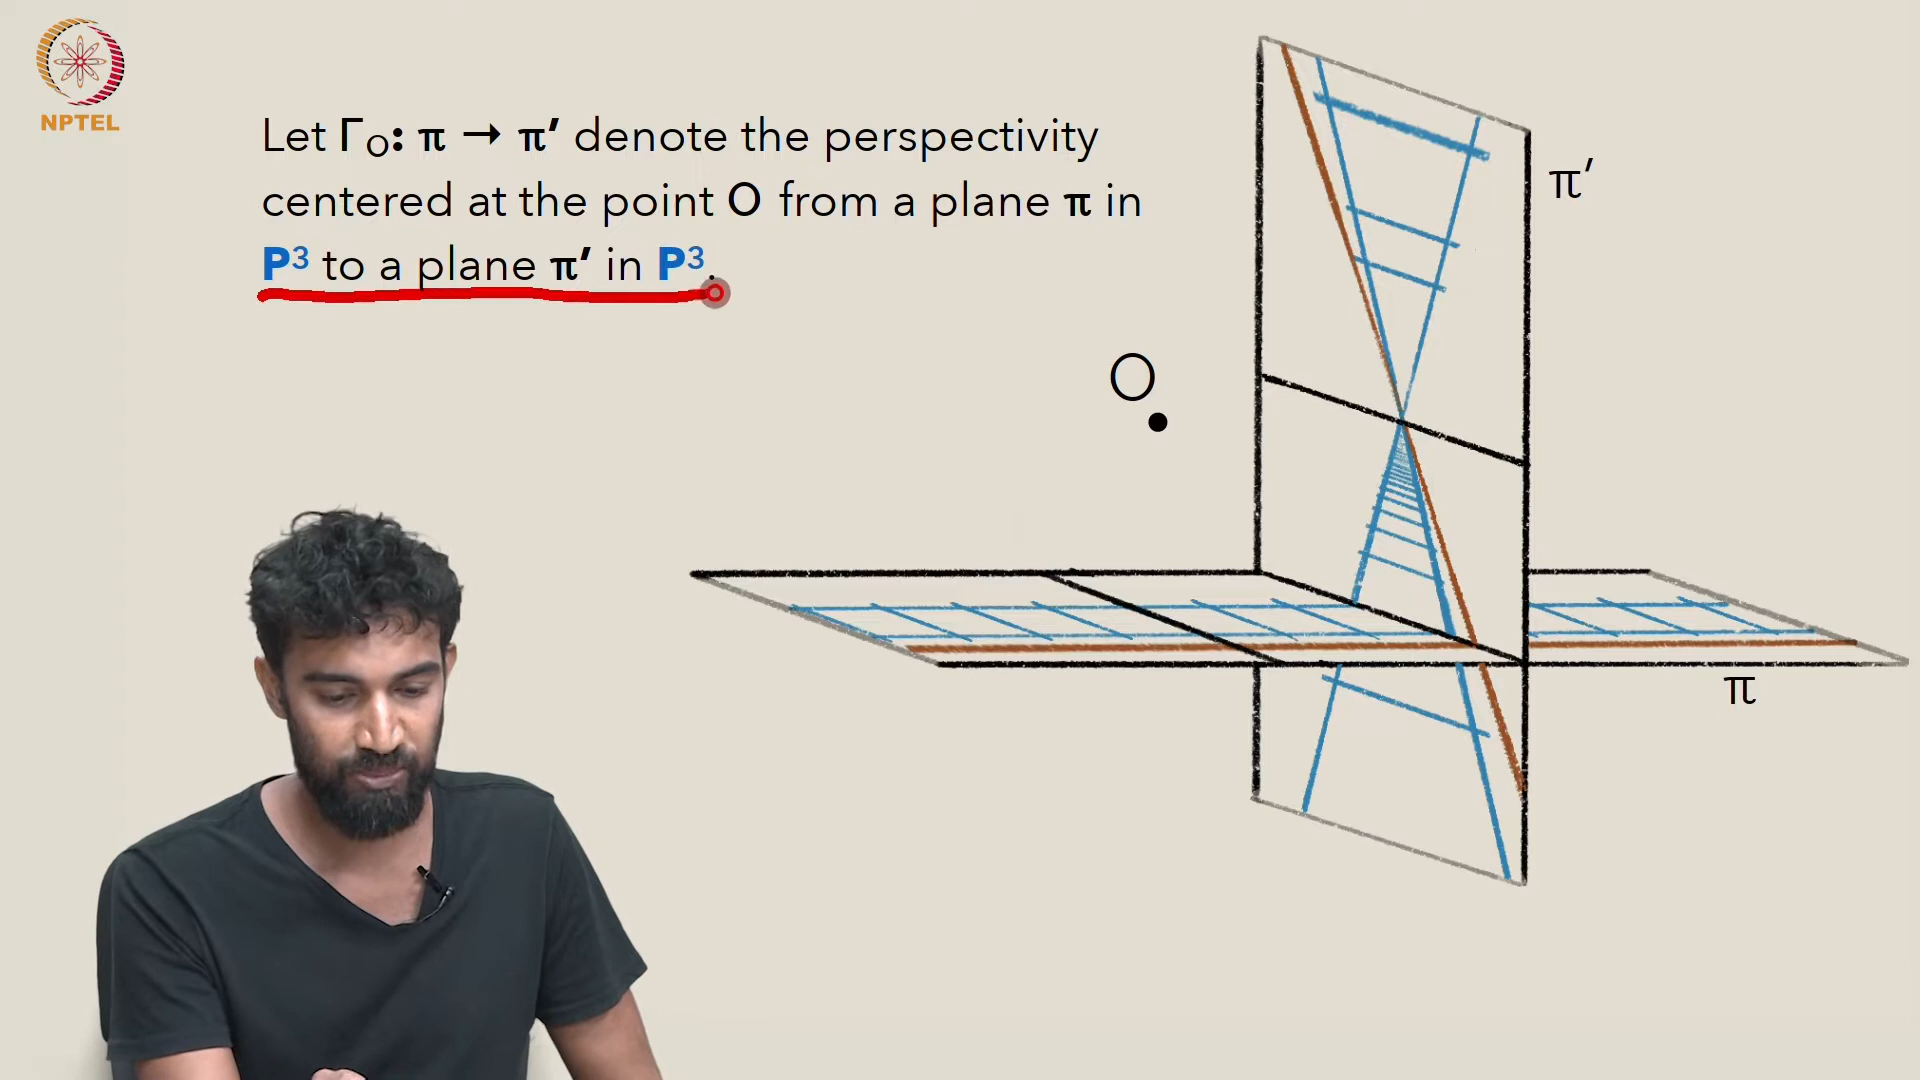 NPTEL
Let Γ_O: π → π′ denote the perspectivity
centered at the point O from a plane π in
P³ to a plane π′ in P³.
π′
O
π